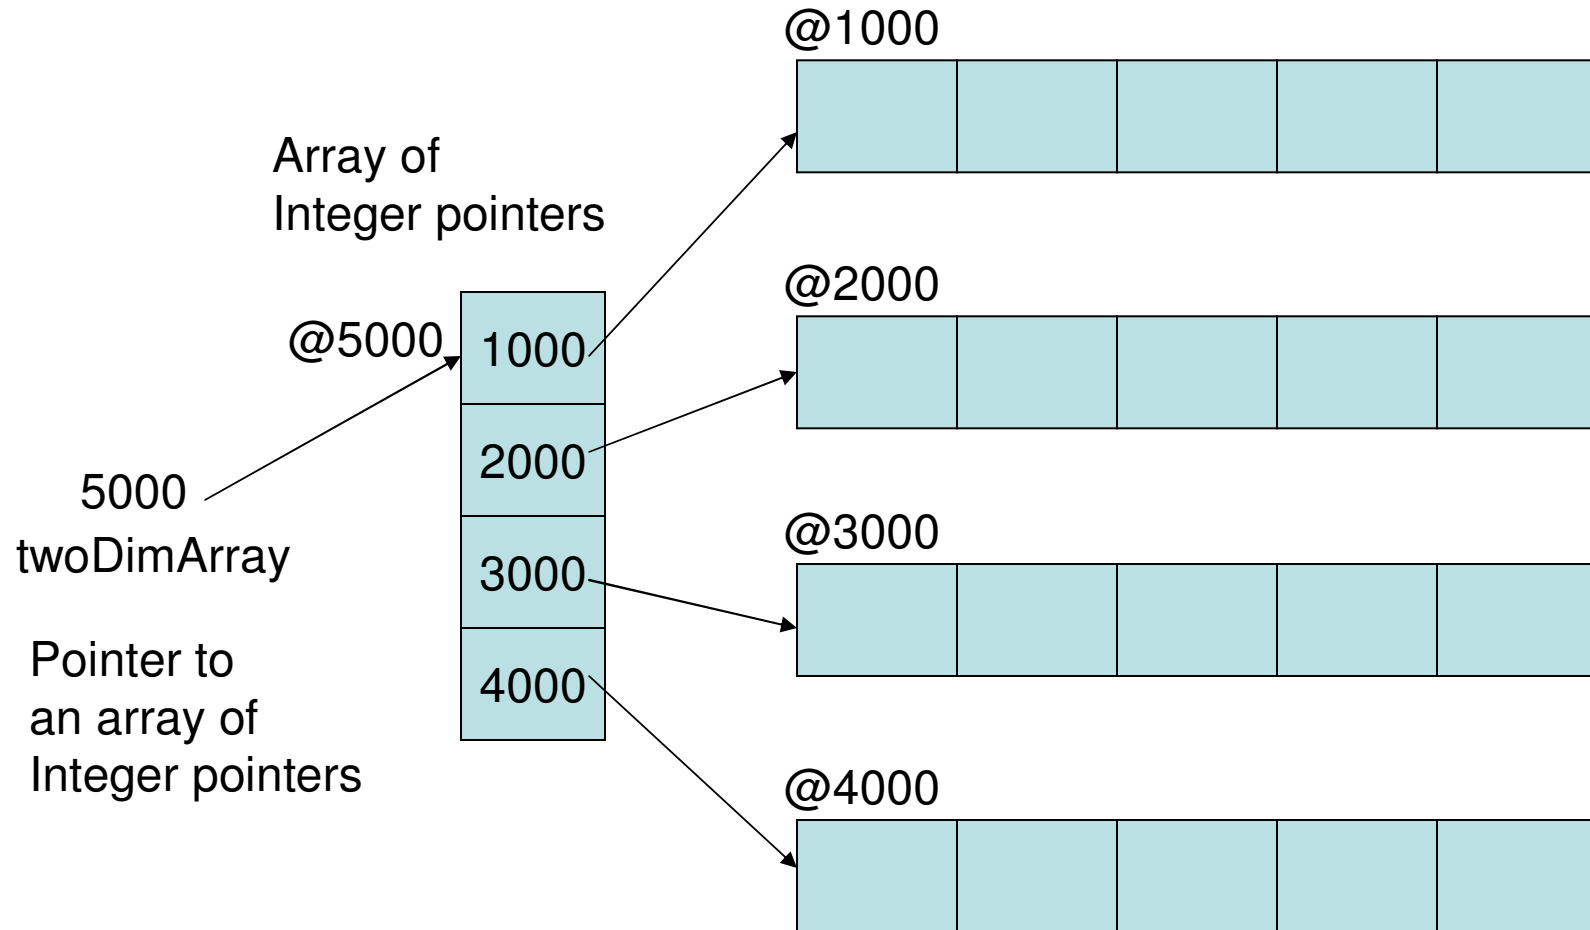 @1000
Array of
Integer pointers
@2000
@5000
1000
2000
5000
twoDimArray
@3000
3000
Pointer to
an array of
Integer pointers
4000
@4000